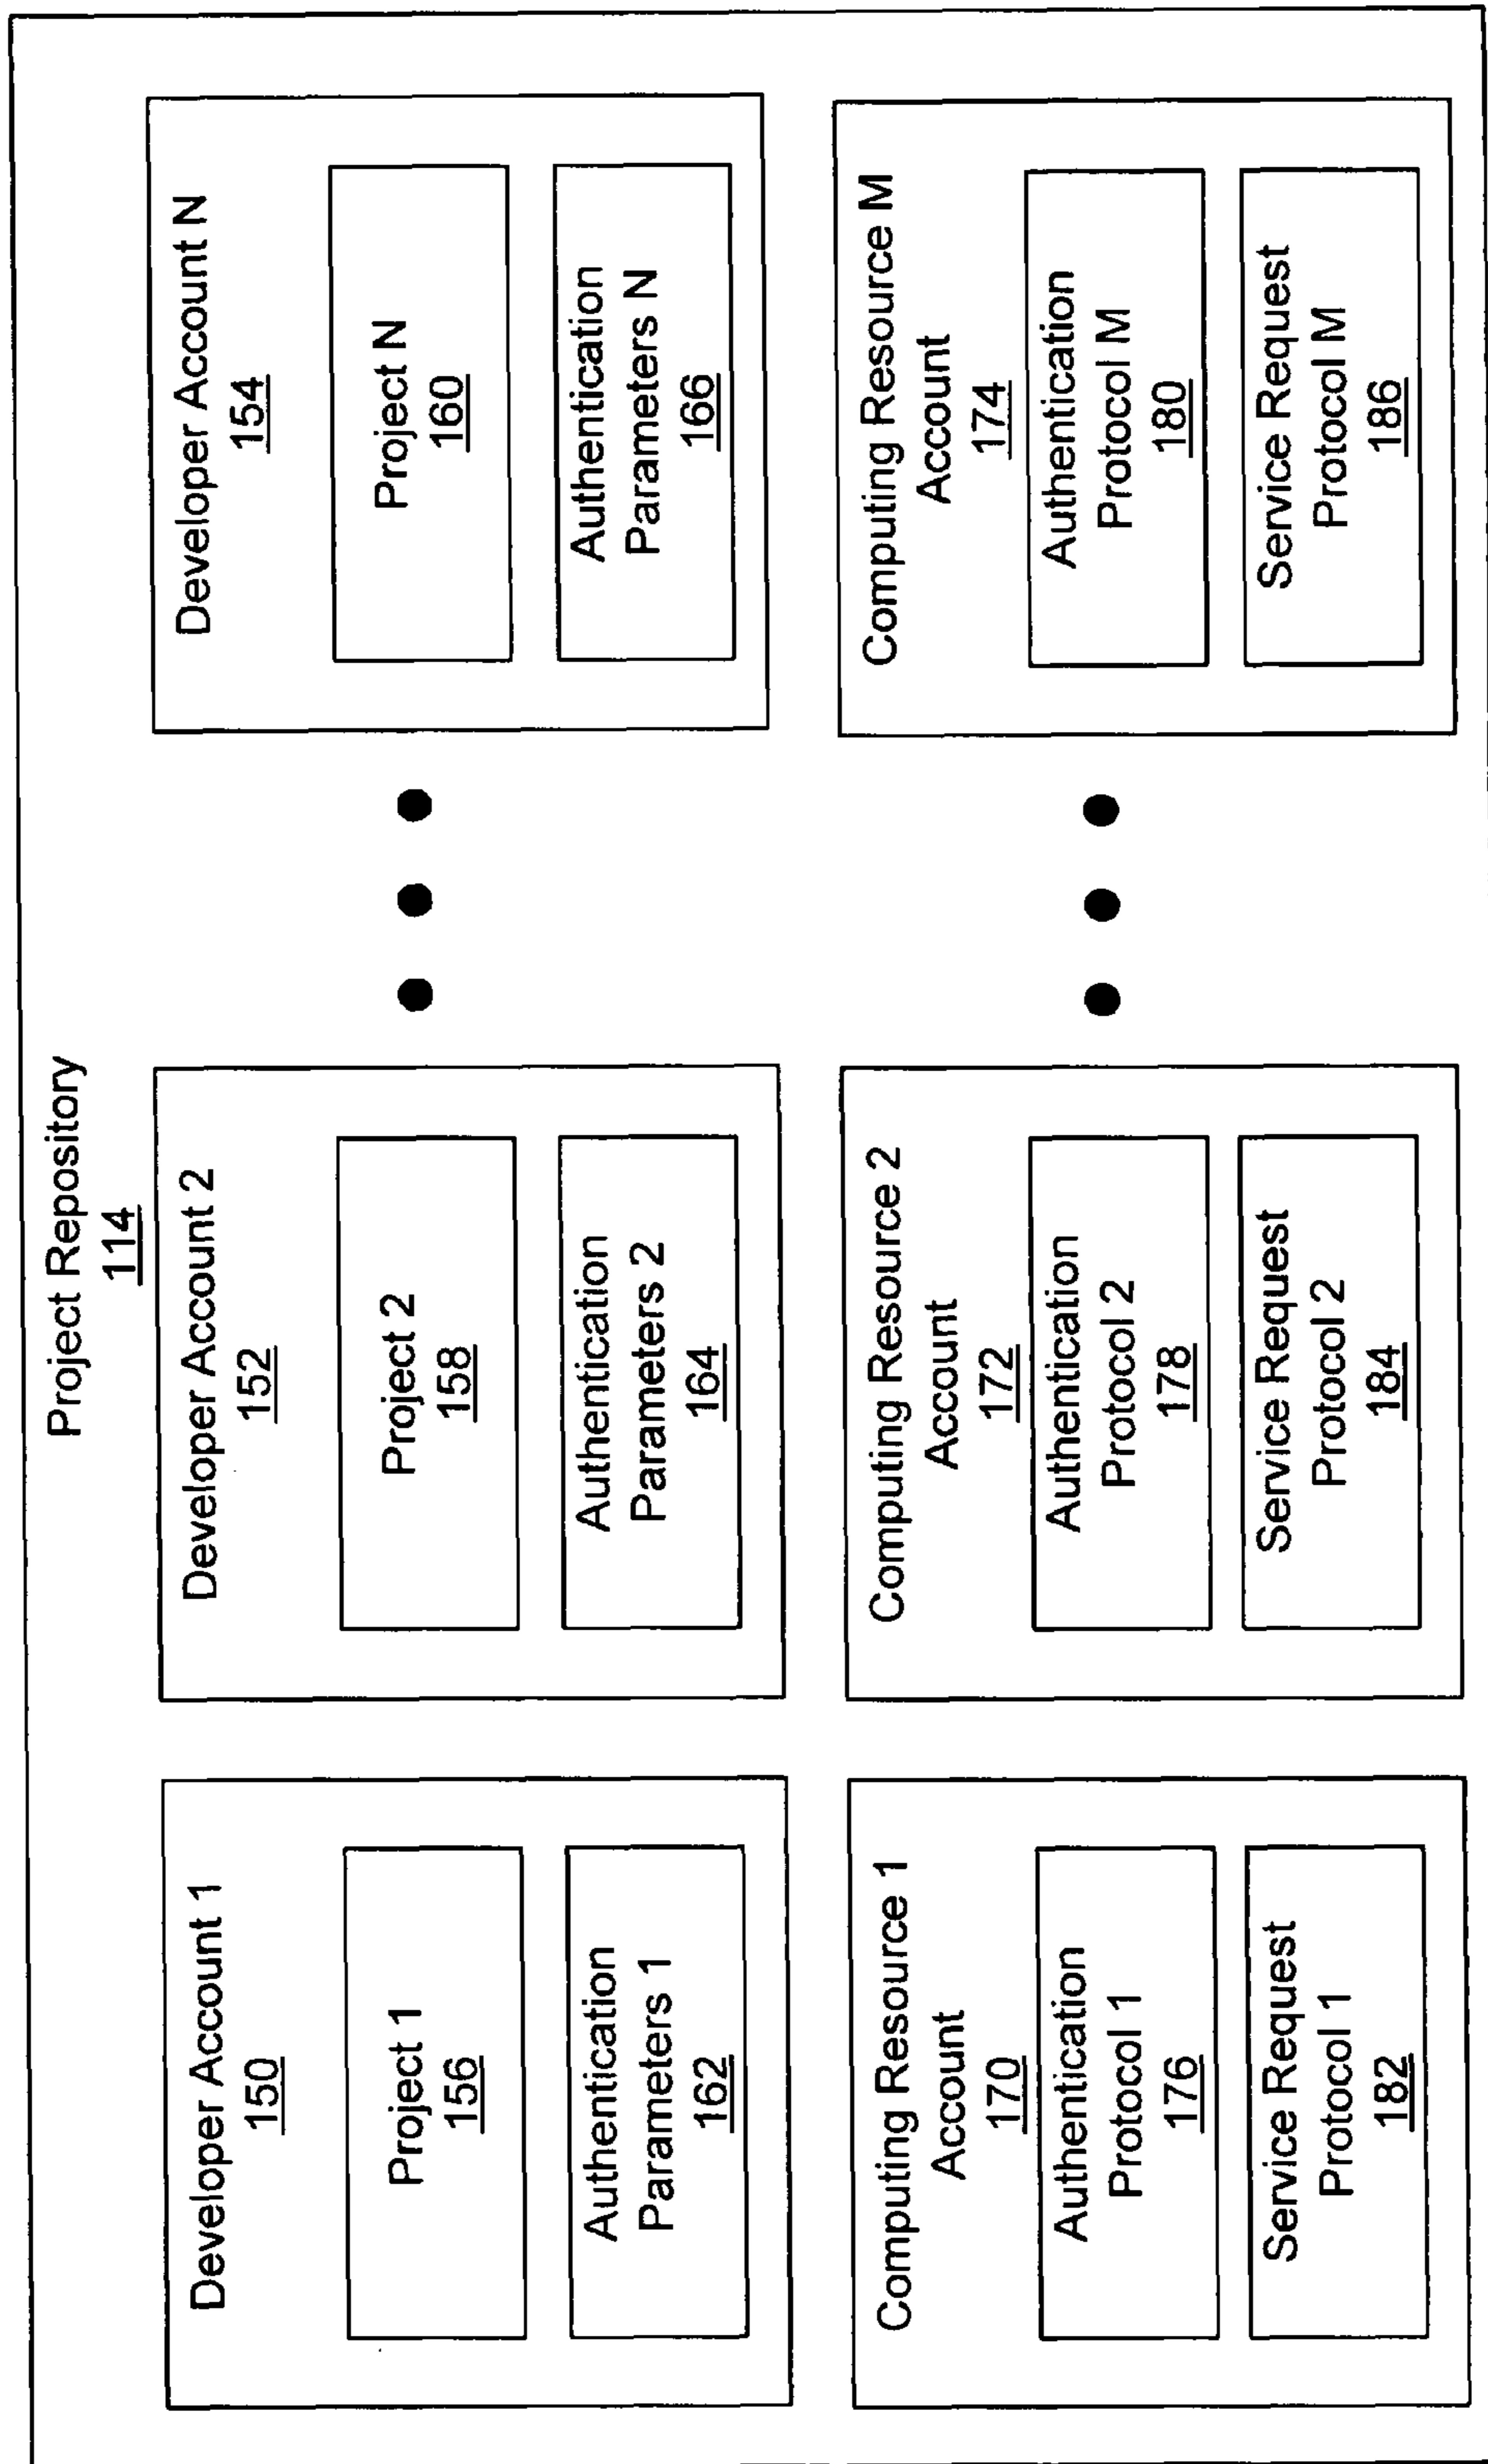 Project Repository
114
Developer Account 1
150
Project 1
156
Authentication
Parameters 1
162
Developer Account 2
152
Project 2
158
Authentication
Parameters 2
164
Developer Account N
154
Project N
160
Authentication
Parameters N
166
Computing Resource 1
Account
170
Authentication
Protocol 1
176
Service Request
Protocol 1
182
Computing Resource 2
Account
172
Authentication
Protocol 2
178
Service Request
Protocol 2
184
Computing Resource M
Account
174
Authentication
Protocol M
180
Service Request
Protocol M
186